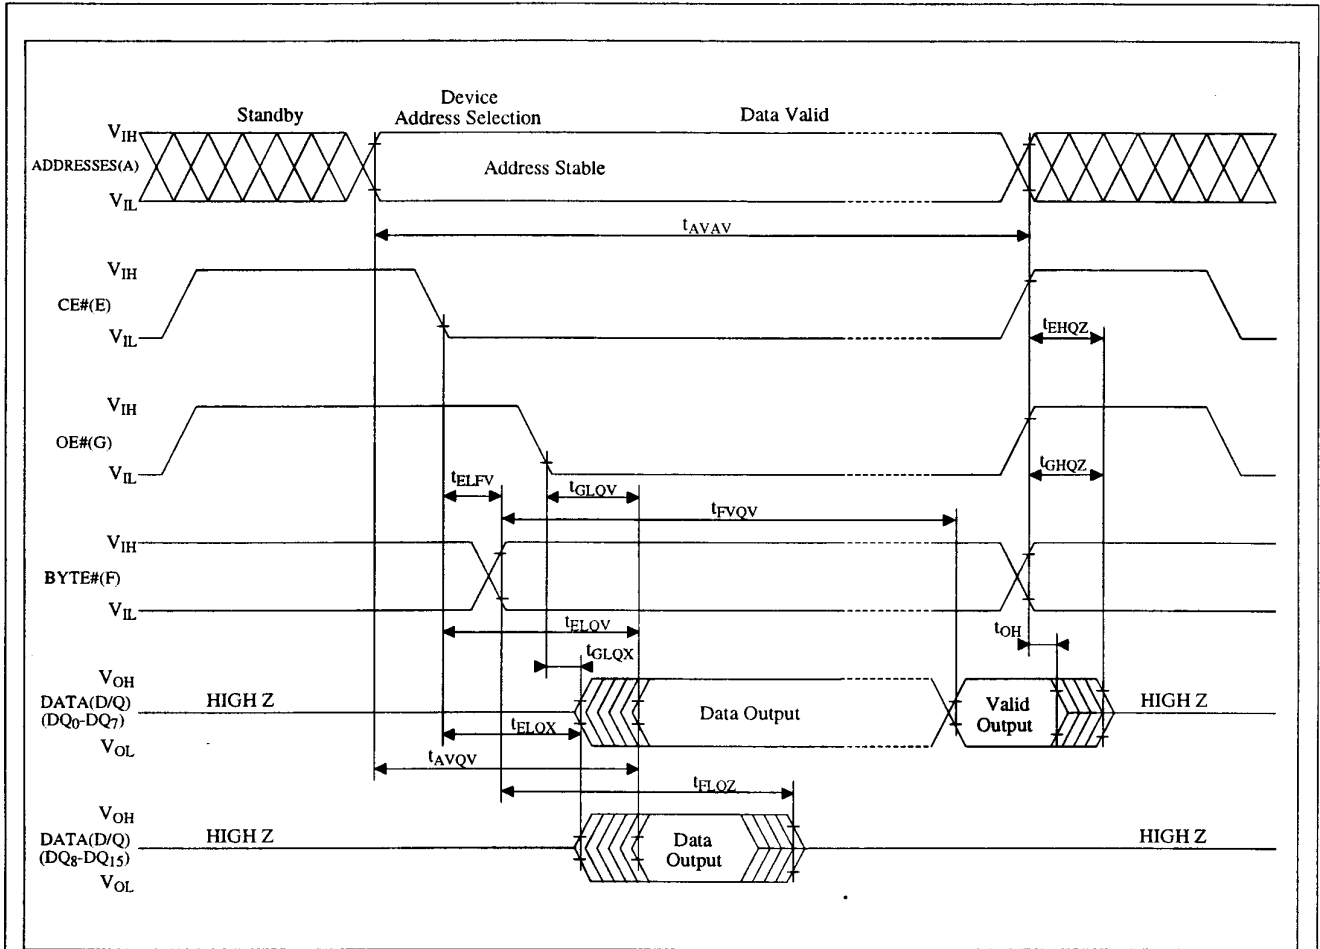 Device
Standby Address Selection Data Valid
VIH
ADDRESSES(A) Address Stable
VIL
tAVAV
VIH
CE#(E)
VIL
tEHQZ
VIH
OE#(G)
VIL
tGHQZ
tELFV
tGLQV
tFVQV
VIH
BYTE#(F)
VIL
tELQV
tOH
tGLQX
VOH
DATA(D/Q) HIGH Z Data Output Valid HIGH Z
(DQ0-DQ7) Output
VOL
tELQX
tAVQV
tFLQZ
VOH
DATA(D/Q) HIGH Z Data HIGH Z
(DQ8-DQ15) Output
VOL